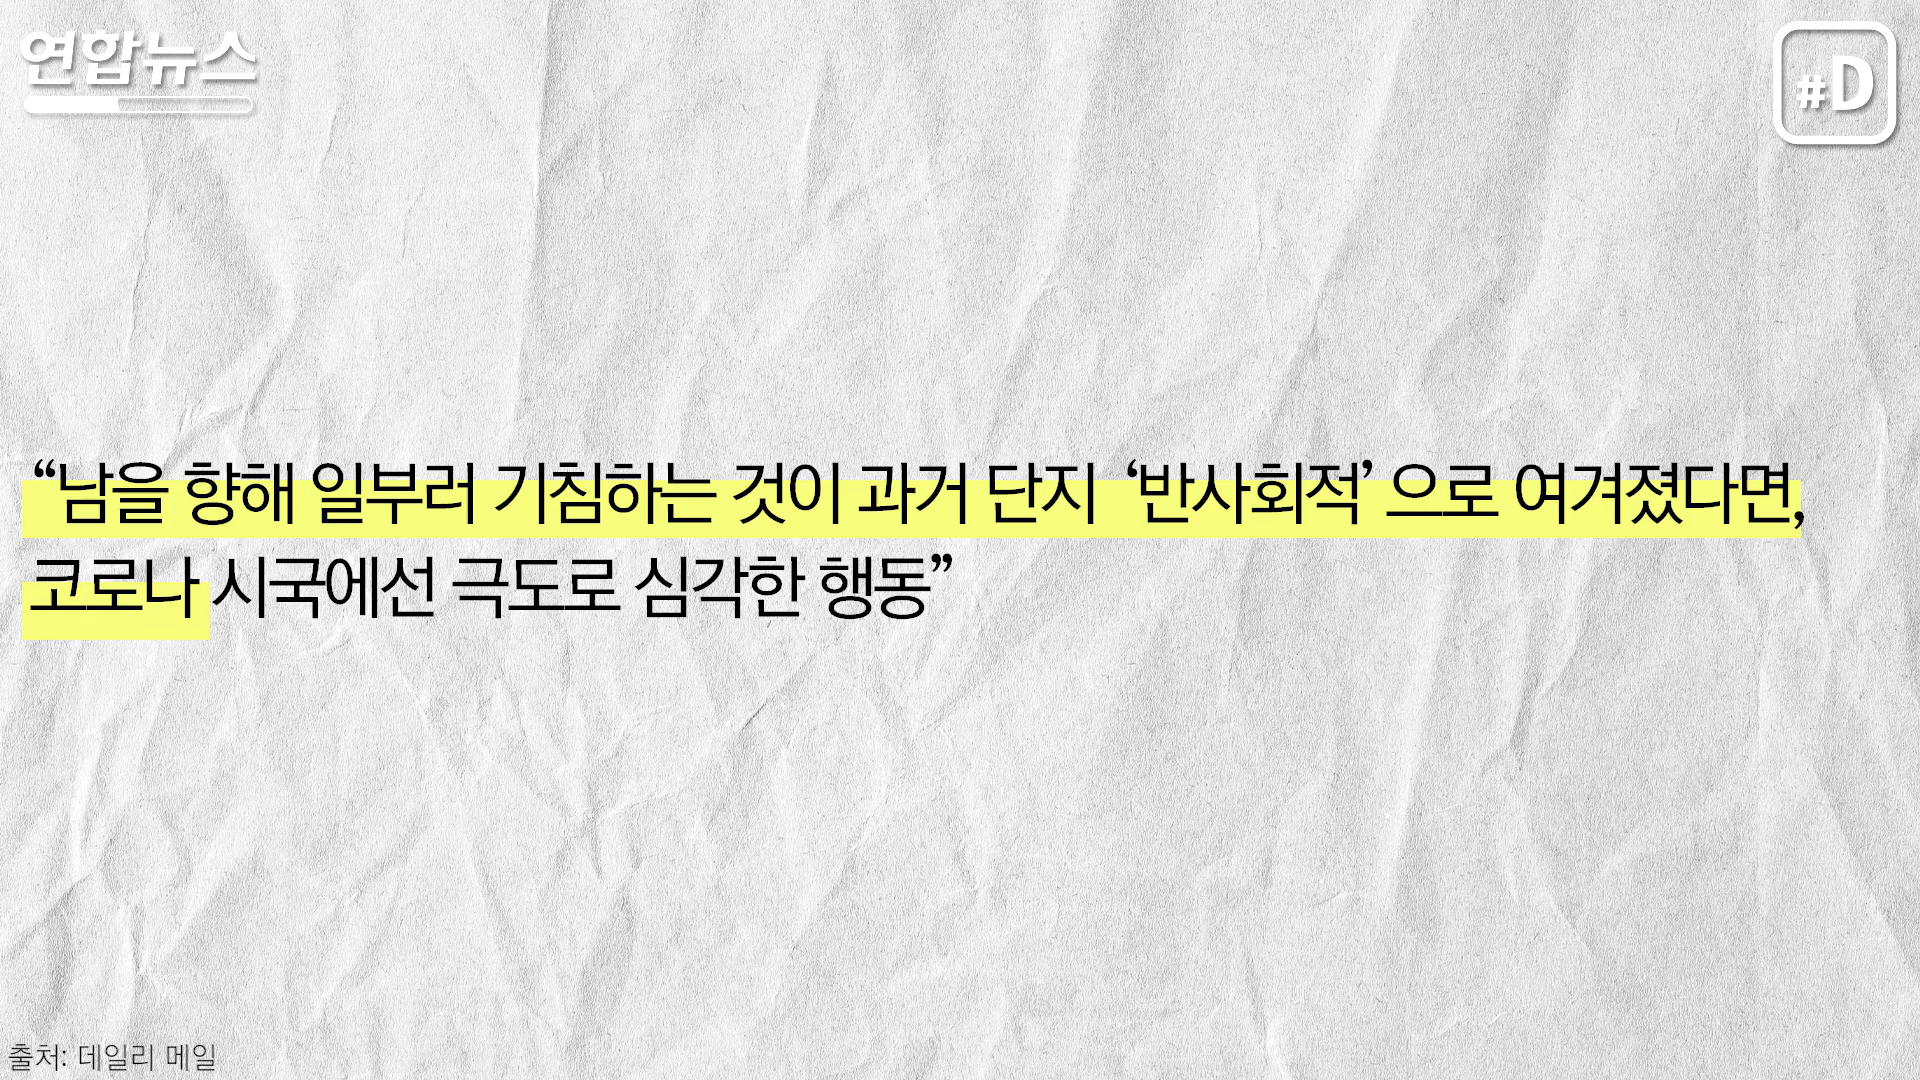 연합뉴스
#D
“남을 향해 일부러 기침하는 것이 과거 단지 ‘반사회적’ 으로 여겨졌다면,
코로나 시국에선 극도로 심각한 행동”
출처: 데일리 메일